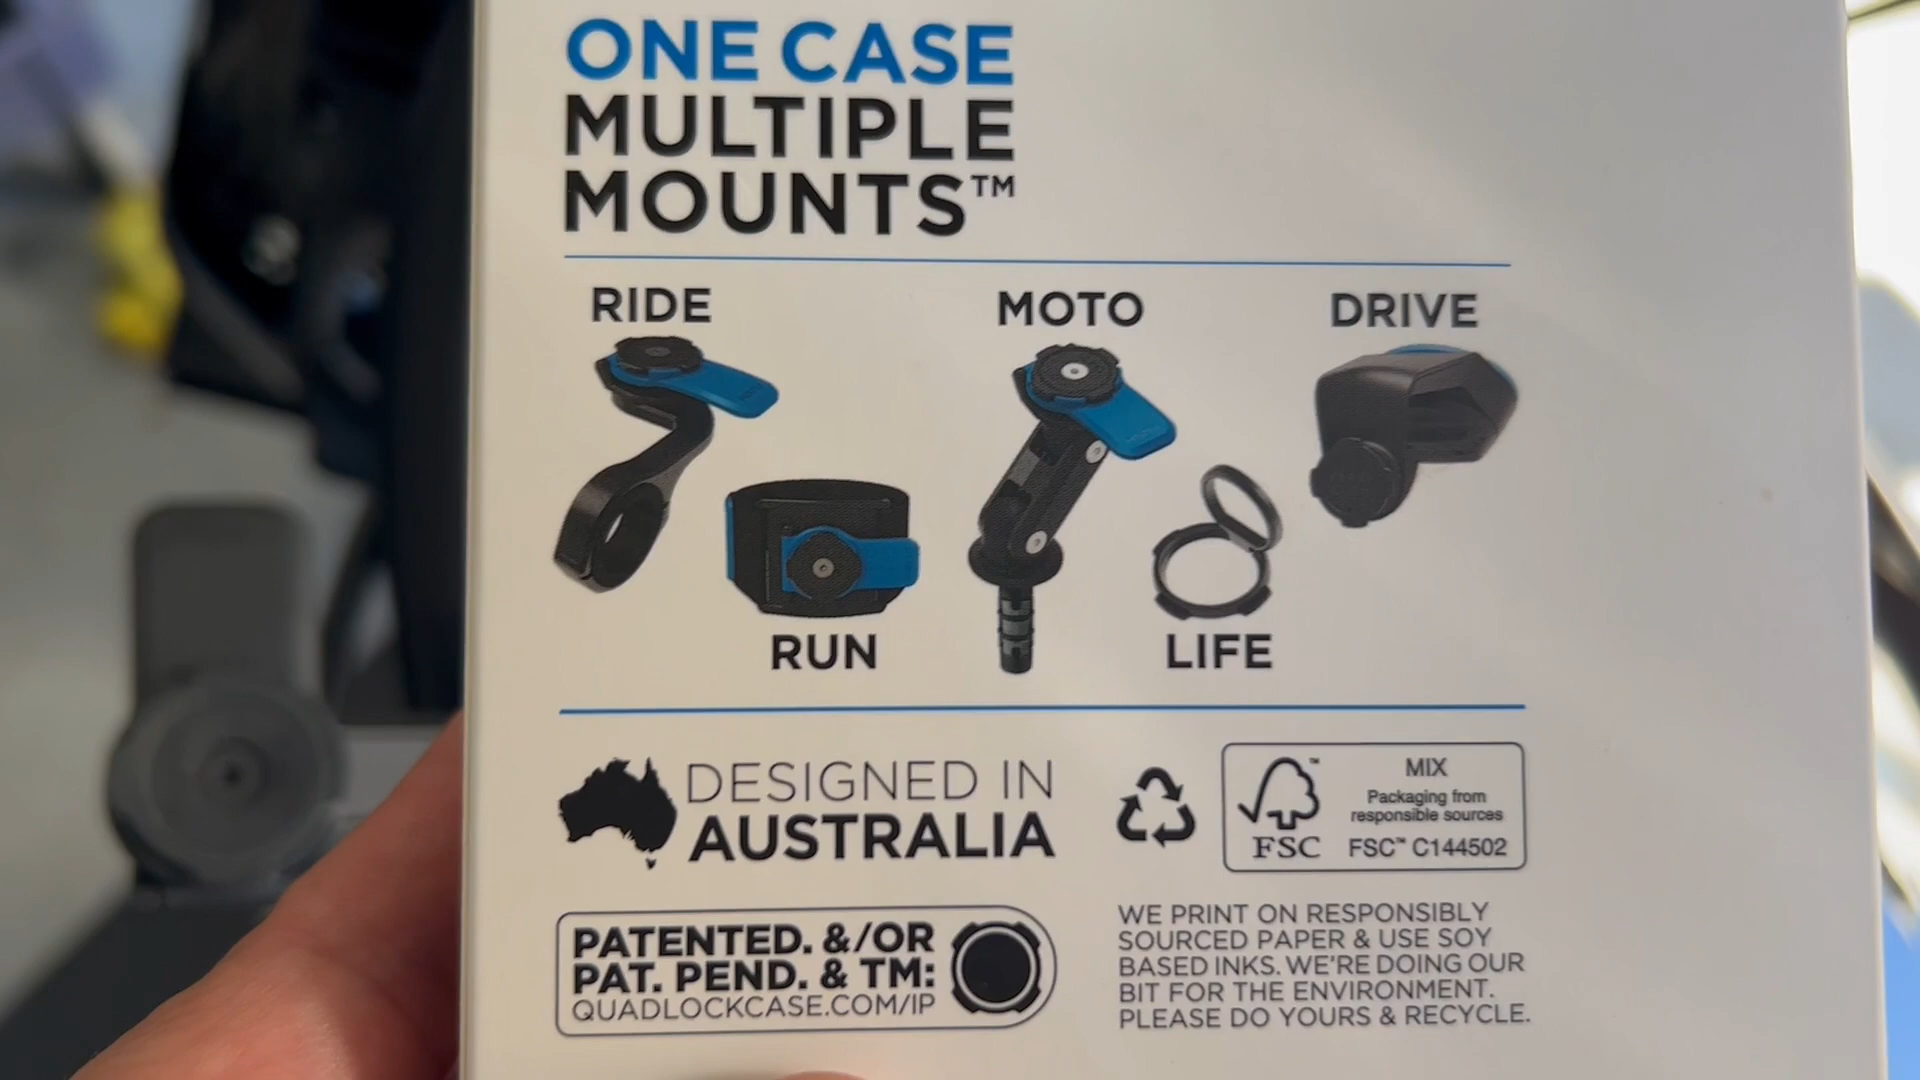 ONE CASE
MULTIPLE
MOUNTS™
RIDE
MOTO
DRIVE
RUN
LIFE
DESIGNED IN
AUSTRALIA
FSC™
MIX
Packaging from
responsible sources
FSC™ C144502
PATENTED. &/OR
PAT. PEND. & TM:
QUADLOCKCASE.COM/IP
WE PRINT ON RESPONSIBLY
SOURCED PAPER & USE SOY
BASED INKS. WE'RE DOING OUR
BIT FOR THE ENVIRONMENT.
PLEASE DO YOURS & RECYCLE.